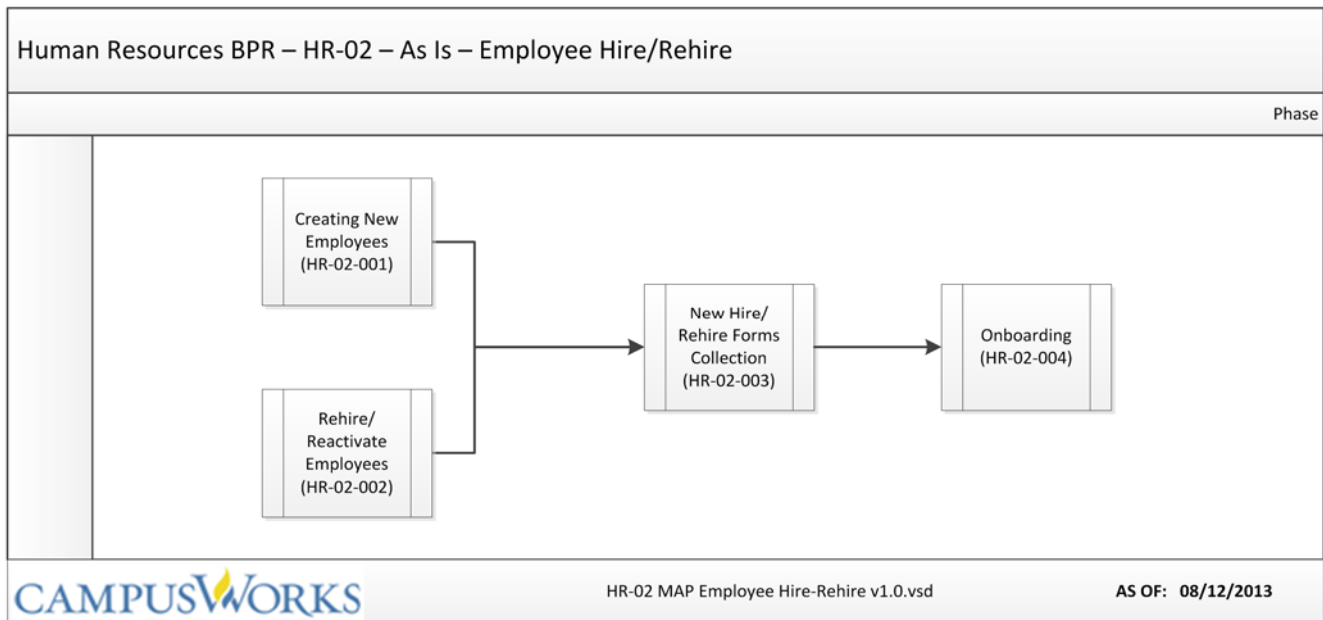 Human Resources BPR – HR-02 – As Is – Employee Hire/Rehire
Phase
Creating New
Employees
(HR-02-001)
Rehire/
Reactivate
Employees
(HR-02-002)
New Hire/
Rehire Forms
Collection
(HR-02-003)
Onboarding
(HR-02-004)
CAMPUSWORKS
HR-02 MAP Employee Hire-Rehire v1.0.vsd
AS OF: 08/12/2013